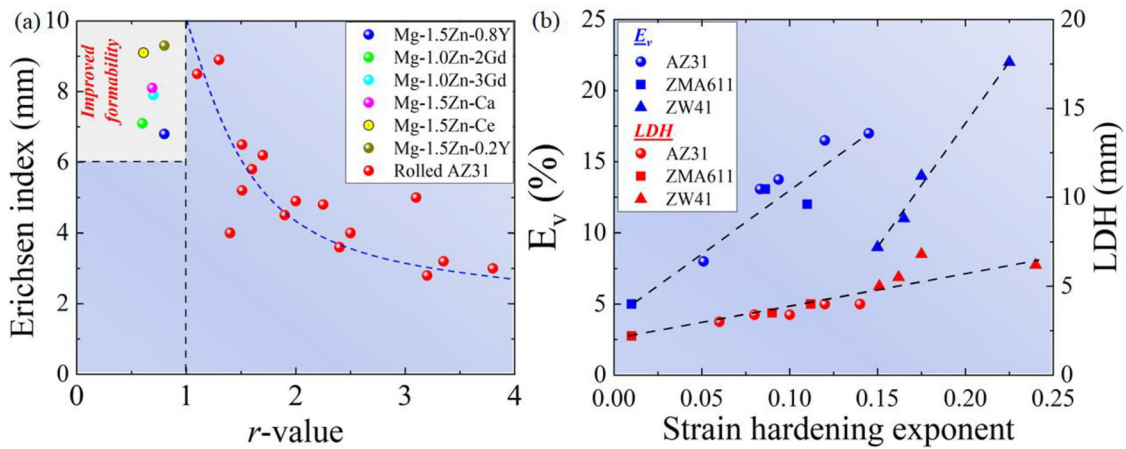 (a)
Erichsen index (mm)
10
8
6
4
2
0
Improved
formability
Mg-1.5Zn-0.8Y
Mg-1.0Zn-2Gd
Mg-1.0Zn-3Gd
Mg-1.5Zn-Ca
Mg-1.5Zn-Ce
Mg-1.5Zn-0.2Y
Rolled AZ31
0 1 2 3 4
r-value
(b)
E_v (%)
25
20
15
10
5
0
E_v
AZ31
ZMA611
ZW41
LDH
AZ31
ZMA611
ZW41
20
15
10
5
0
LDH (mm)
0.00 0.05 0.10 0.15 0.20 0.25
Strain hardening exponent